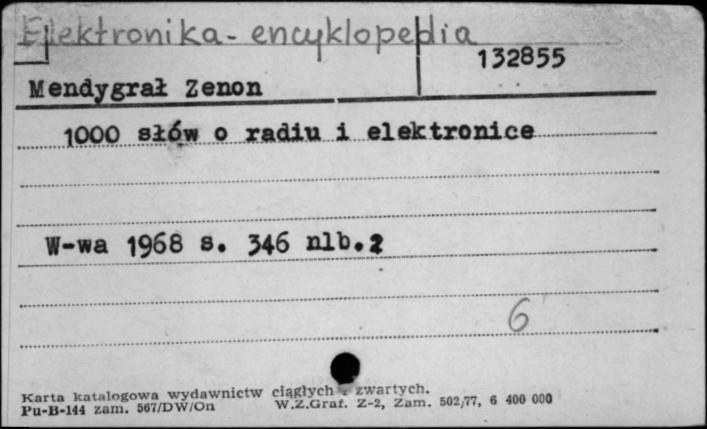 Elektronika - encyklopedia
132855
Mendygrał Zenon
1000 słów o radiu i elektronice
W-wa 1968 s. 346 nlb.2
6
Karta katalogowa wydawnictw ciągłych i zwartych.
Pu-B-144 zam. 567/DW/On W.Z.Graf. Z-2, Zam. 502/77, 6 400 000